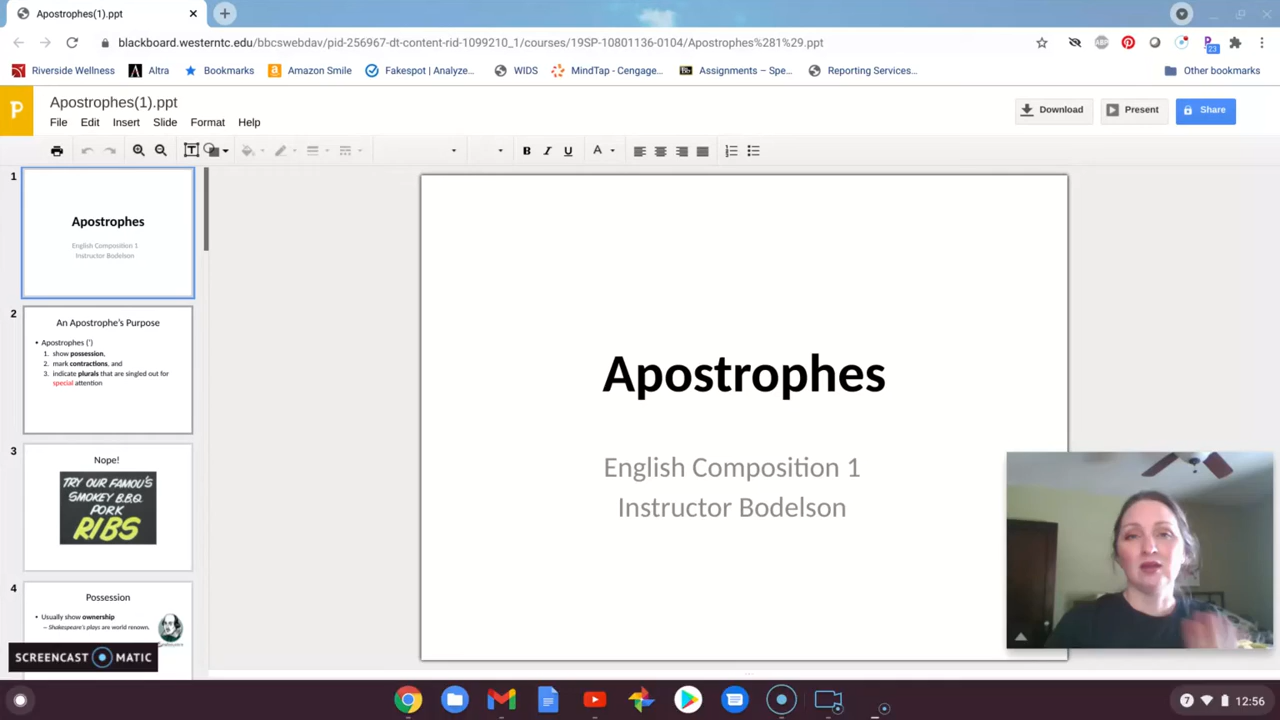 Apostrophes(1).ppt
blackboard.westerntc.edu/bbcswebdav/pid-256967-dt-content-rid-1099210_1/courses/19SP-10801136-0104/Apostrophes%281%29.ppt
ABP
23
Riverside Wellness
Altra
Bookmarks
Amazon Smile
Fakespot | Analyze...
WIDS
MindTap - Cengage...
Assignments – Spe...
Reporting Services...
Other bookmarks
Apostrophes(1).ppt
File Edit Insert Slide Format Help
Download
Present
Share
B I U A
1
Apostrophes
English Composition 1
Instructor Bodelson
2
An Apostrophe's Purpose
• Apostrophes (')
1. show possession,
2. mark contractions, and
3. indicate plurals that are singled out for
special attention
3
Nope!
TRY OUR FAMOU'S
SMOKEY B.B.Q.
PORK
RIBS
4
Possession
• Usually show ownership
– Shakespeare's plays are world renown.
SCREENCAST O MATIC
Apostrophes
English Composition 1
Instructor Bodelson
7
12:56